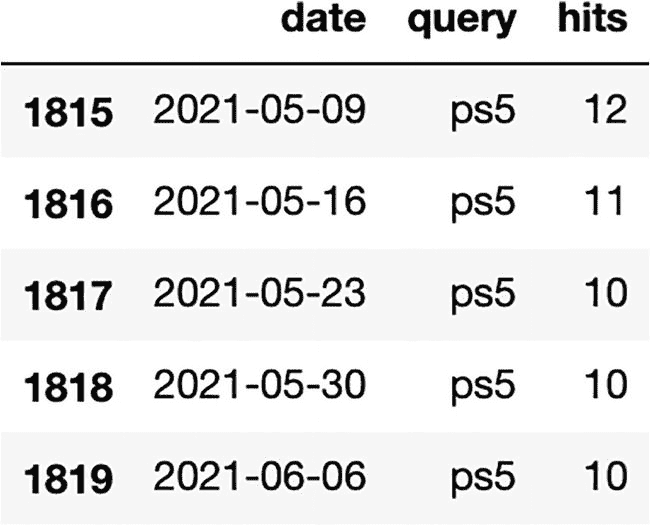 date query hits
1815 2021-05-09 ps5 12
1816 2021-05-16 ps5 11
1817 2021-05-23 ps5 10
1818 2021-05-30 ps5 10
1819 2021-06-06 ps5 10